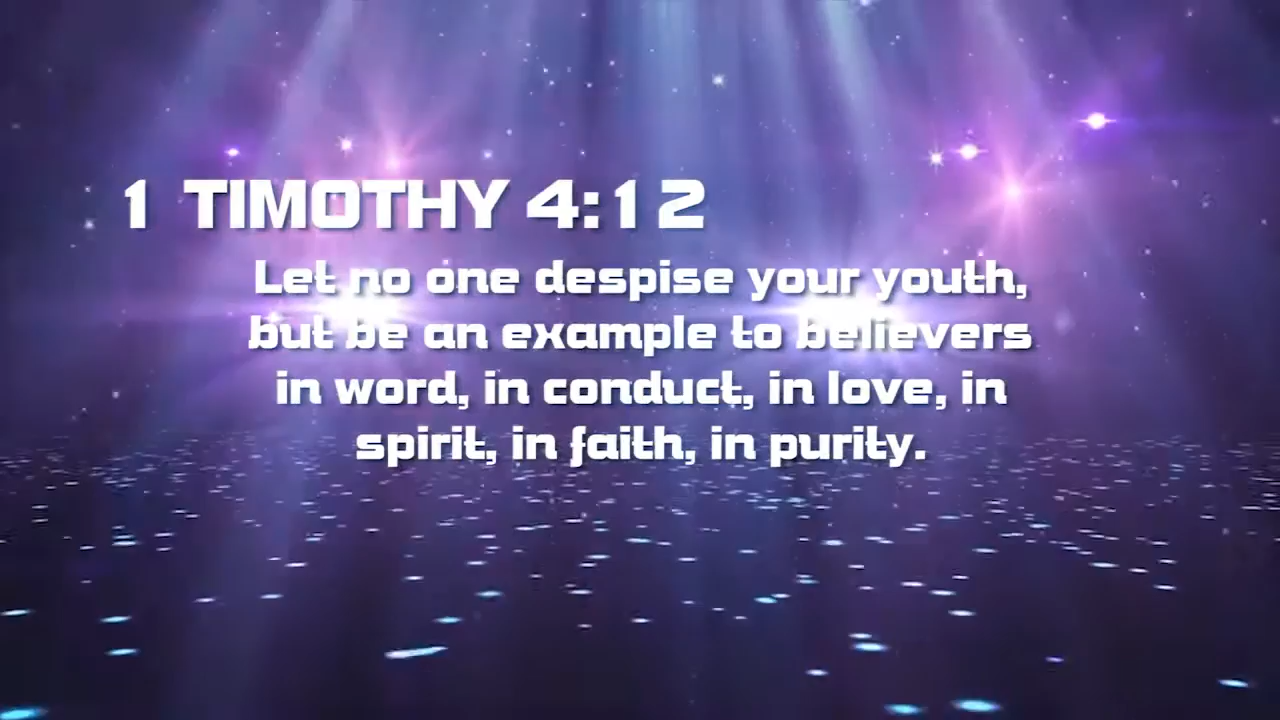 1 TIMOTHY 4:12
Let no one despise your youth,
but be an example to believers
in word, in conduct, in love, in
spirit, in faith, in purity.